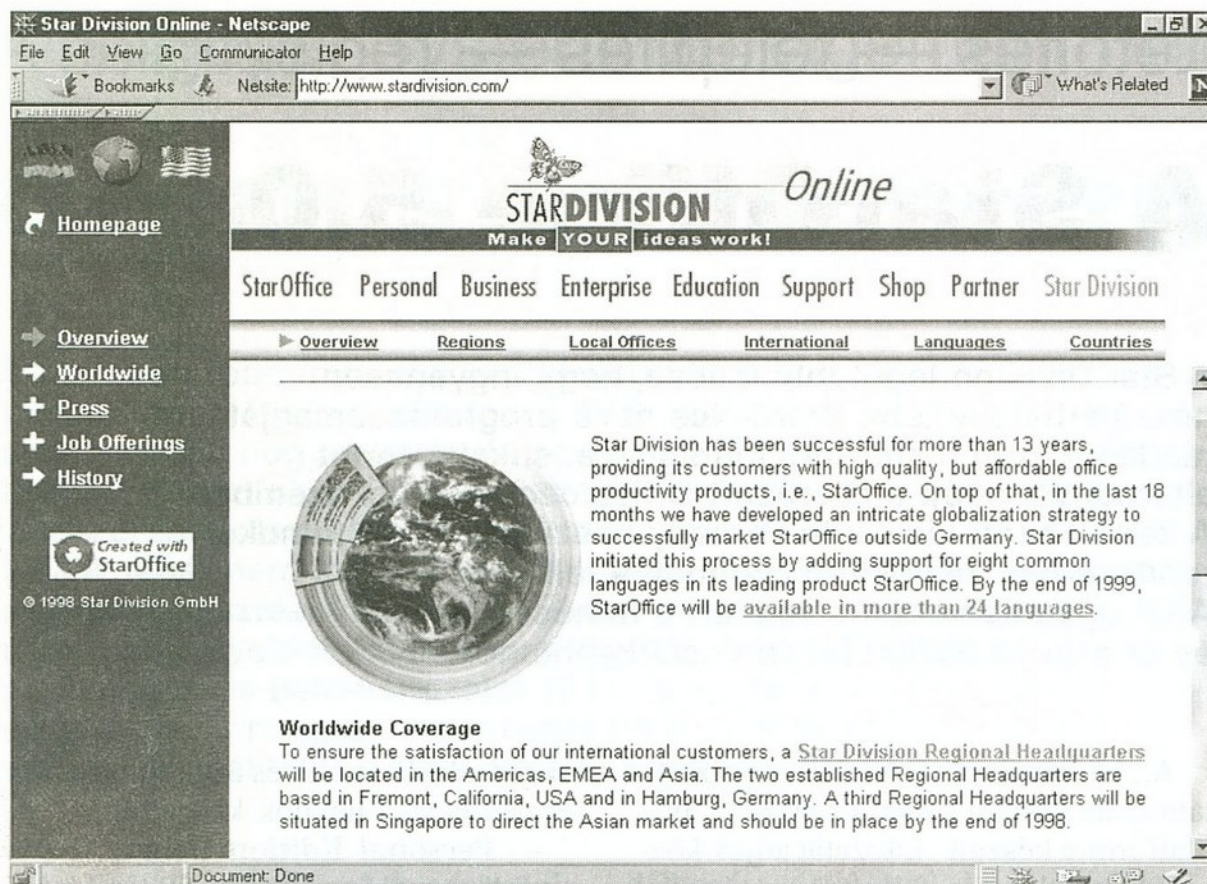 Star Division Online - Netscape
File Edit View Go Communicator Help
Bookmarks Netsite: http://www.stardivision.com/ What's Related N
Homepage
Overview
Worldwide
Press
Job Offerings
History
Created with
StarOffice
© 1998 Star Division GmbH
STARDIVISION Online
Make YOUR ideas work!
StarOffice Personal Business Enterprise Education Support Shop Partner Star Division
Overview Regions Local Offices International Languages Countries
Star Division has been successful for more than 13 years,
providing its customers with high quality, but affordable office
productivity products, i.e., StarOffice. On top of that, in the last 18
months we have developed an intricate globalization strategy to
successfully market StarOffice outside Germany. Star Division
initiated this process by adding support for eight common
languages in its leading product StarOffice. By the end of 1999,
StarOffice will be available in more than 24 languages.
Worldwide Coverage
To ensure the satisfaction of our international customers, a Star Division Regional Headquarters
will be located in the Americas, EMEA and Asia. The two established Regional Headquarters are
based in Fremont, California, USA and in Hamburg, Germany. A third Regional Headquarters will be
situated in Singapore to direct the Asian market and should be in place by the end of 1998.
Document: Done